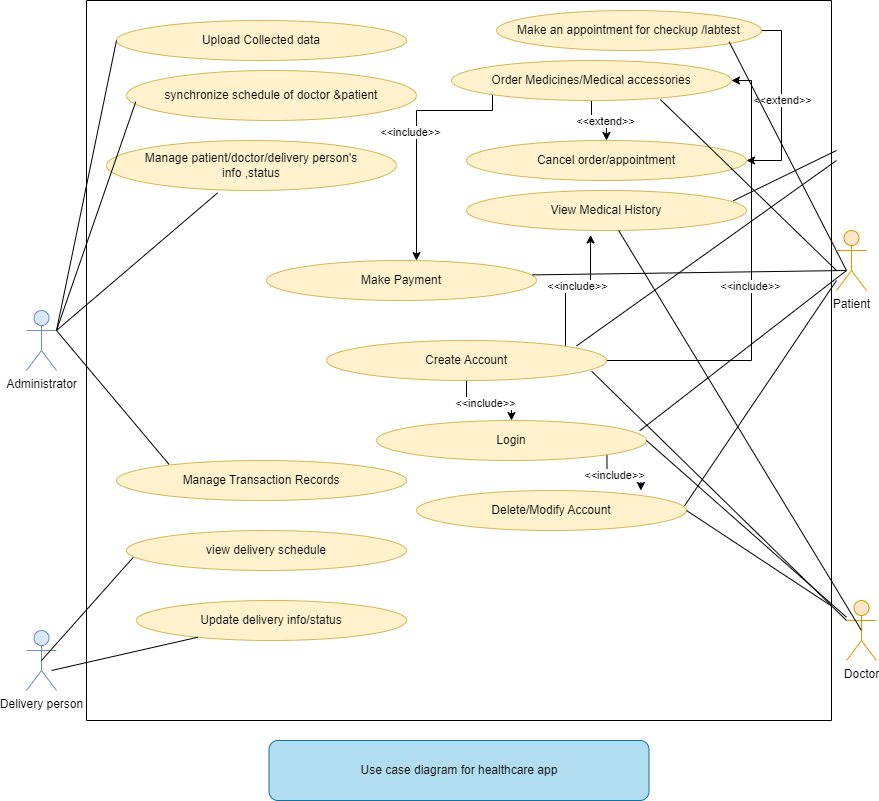 Upload Collected data
Make an appointment for checkup /labtest
Order Medicines/Medical accessories
synchronize schedule of doctor &patient
<<extend>>
<<extend>>
<<include>>
Manage patient/doctor/delivery person's
info ,status
Cancel order/appointment
View Medical History
Make Payment
<<include>>
<<include>>
Patient
Create Account
Administrator
<<include>>
Login
<<include>>
Manage Transaction Records
Delete/Modify Account
view delivery schedule
Update delivery info/status
Doctor
Delivery person
Use case diagram for healthcare app